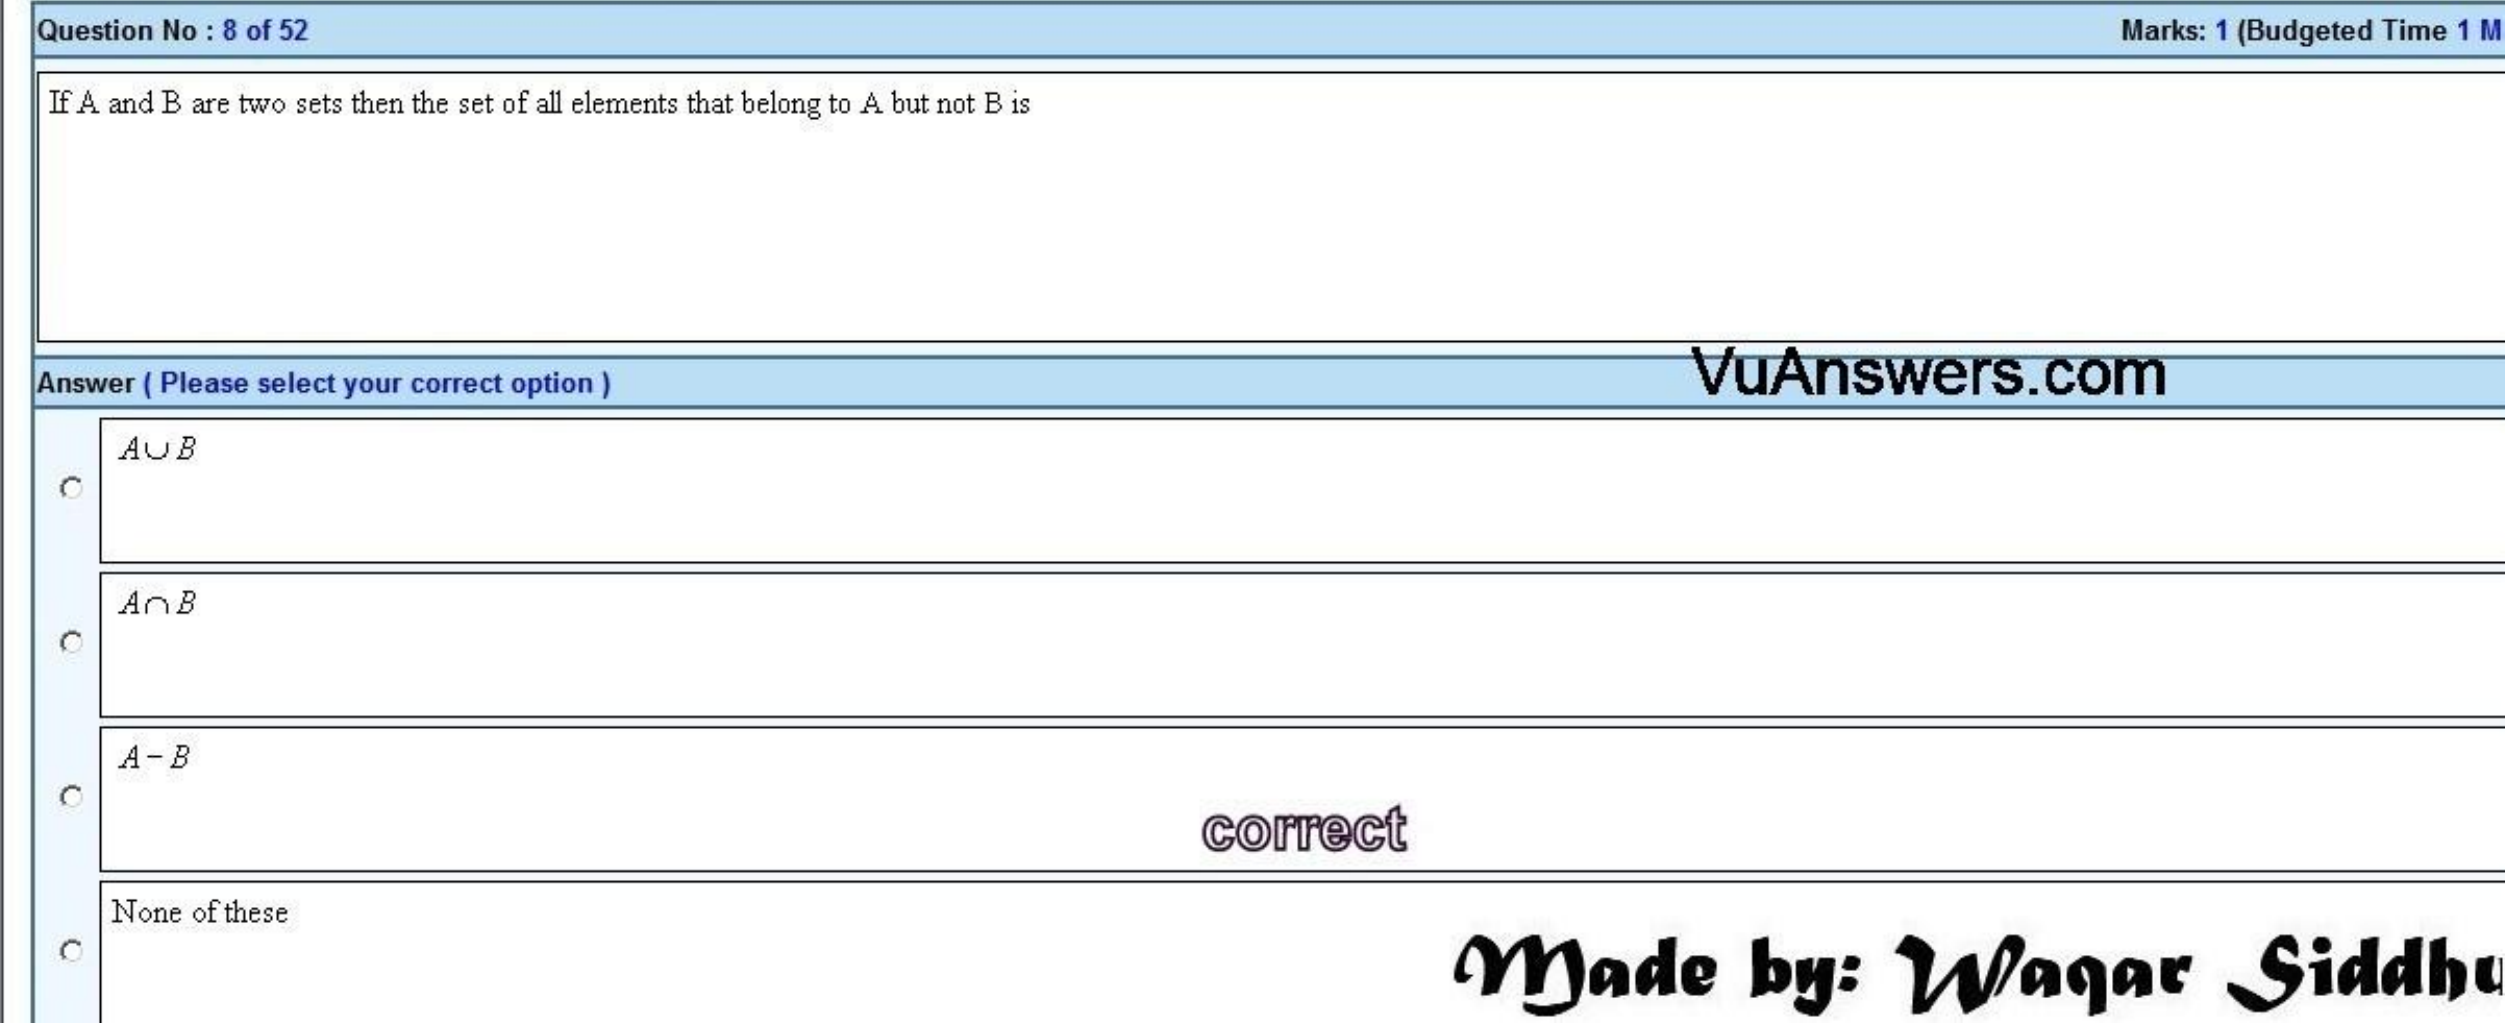 Question No : 8 of 52 Marks: 1 (Budgeted Time 1 M
If A and B are two sets then the set of all elements that belong to A but not B is
VuAnswers.com
Answer ( Please select your correct option )
A∪B
A∩B
A−B
correct
None of these
Made by: Waqar Siddhu